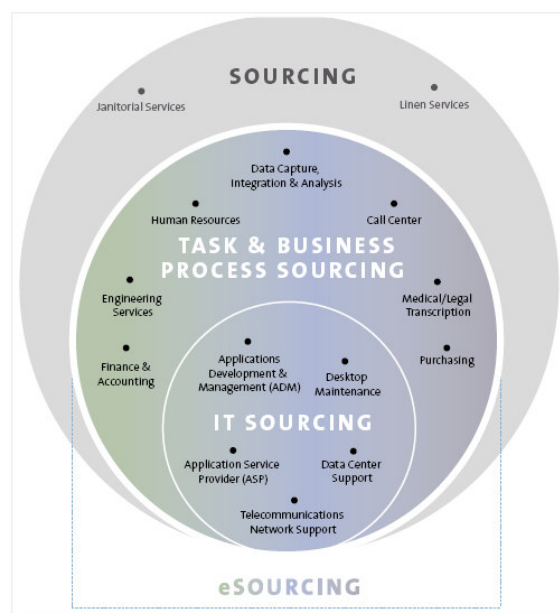 SOURCING
Janitorial Services
Linen Services
Data Capture,
Integration & Analysis
Human Resources
Call Center
TASK & BUSINESS
PROCESS SOURCING
Engineering
Services
Medical/Legal
Transcription
Finance &
Accounting
Purchasing
Applications
Development &
Management (ADM)
Desktop
Maintenance
IT SOURCING
Application Service
Provider (ASP)
Data Center
Support
Telecommunications
Network Support
eSOURCING